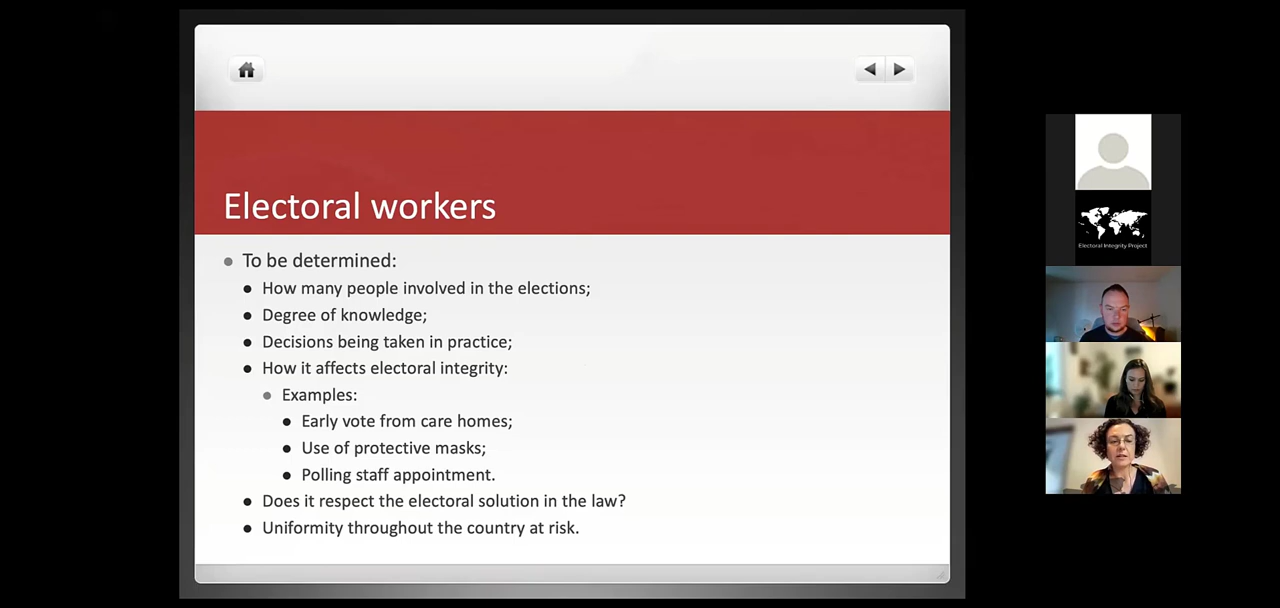 Electoral workers
To be determined:
How many people involved in the elections;
Degree of knowledge;
Decisions being taken in practice;
How it affects electoral integrity:
Examples:
Early vote from care homes;
Use of protective masks;
Polling staff appointment.
Does it respect the electoral solution in the law?
Uniformity throughout the country at risk.
Electoral Integrity Project